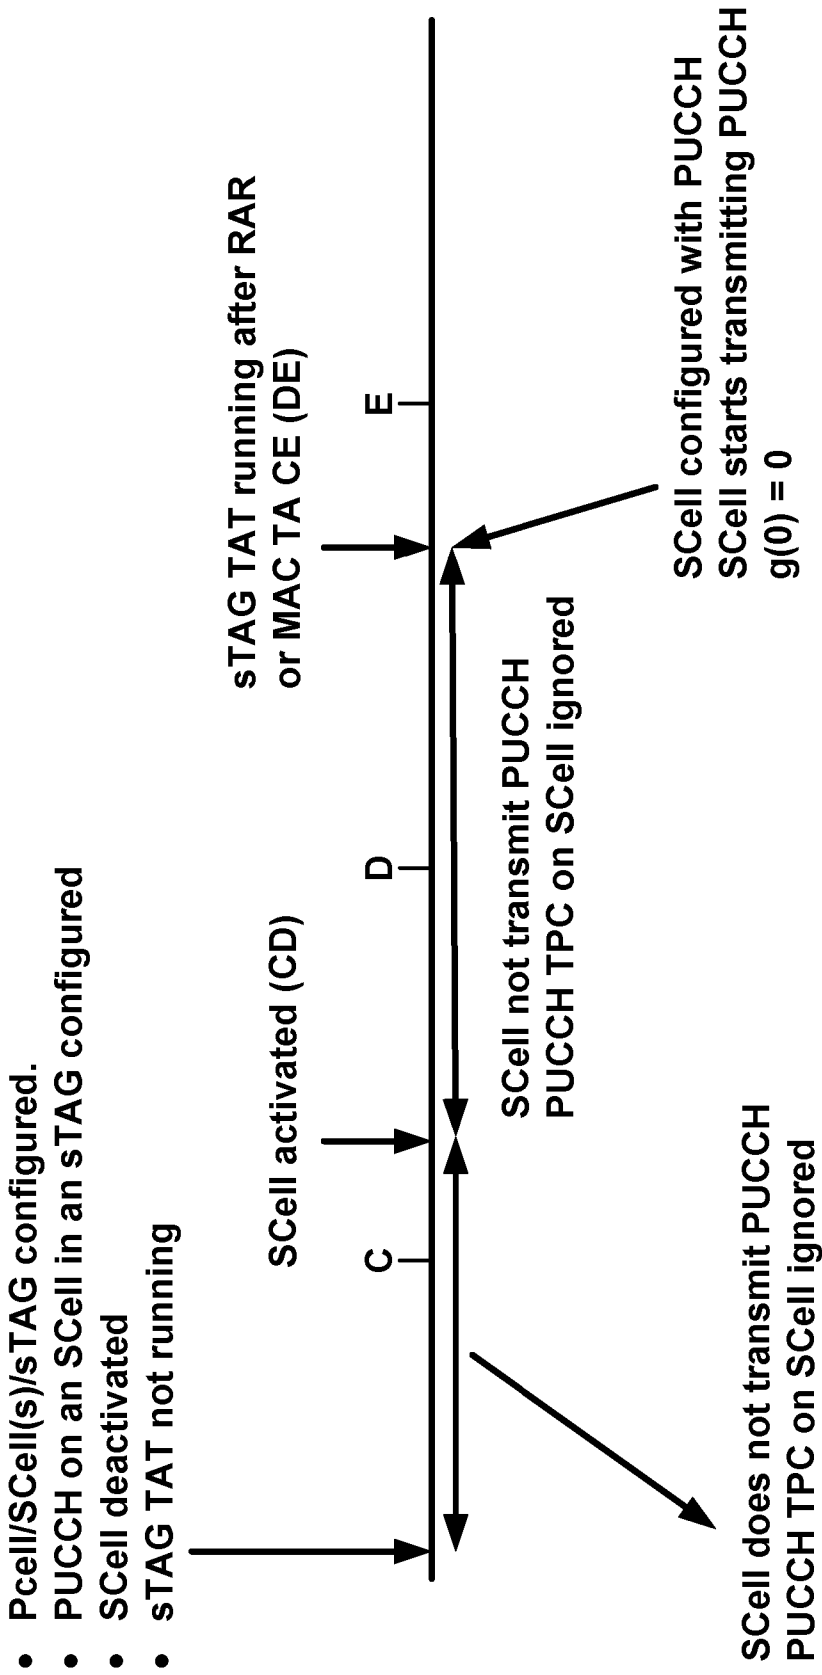 • Pcell/SCell(s)/sTAG configured.
• PUCCH on an SCell in an sTAG configured
• SCell deactivated
• sTAG TAT not running
SCell activated (CD)
sTAG TAT running after RAR
or MAC TA CE (DE)
C
D
E
SCell not transmit PUCCH
PUCCH TPC on SCell ignored
SCell configured with PUCCH
SCell starts transmitting PUCCH
g(0) = 0
SCell does not transmit PUCCH
PUCCH TPC on SCell ignored